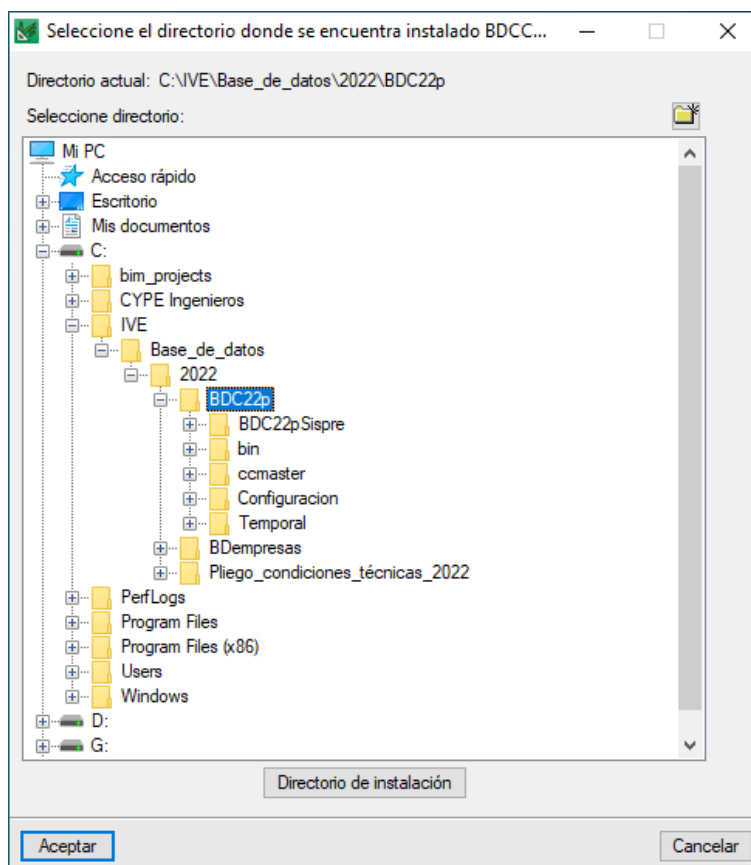 Seleccione el directorio donde se encuentra instalado BDCC...
Directorio actual: C:\IVE\Base_de_datos\2022\BDC22p
Seleccione directorio:
Mi PC
Acceso rápido
Escritorio
Mis documentos
C:
bim_projects
CYPE Ingenieros
IVE
Base_de_datos
2022
BDC22p
BDC22pSispre
bin
ccmaster
Configuracion
Temporal
BDempresas
Pliego_condiciones_técnicas_2022
PerfLogs
Program Files
Program Files (x86)
Users
Windows
D:
G:
Directorio de instalación
Aceptar
Cancelar